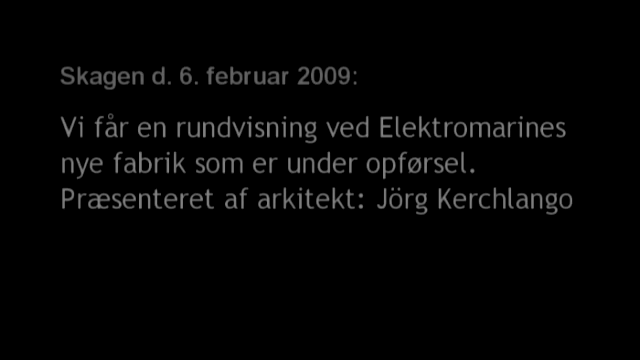 Skagen d. 6. februar 2009:
Vi får en rundvisning ved Elektromarines
nye fabrik som er under opførsel.
Præsenteret af arkitekt: Jörg Kerchlango